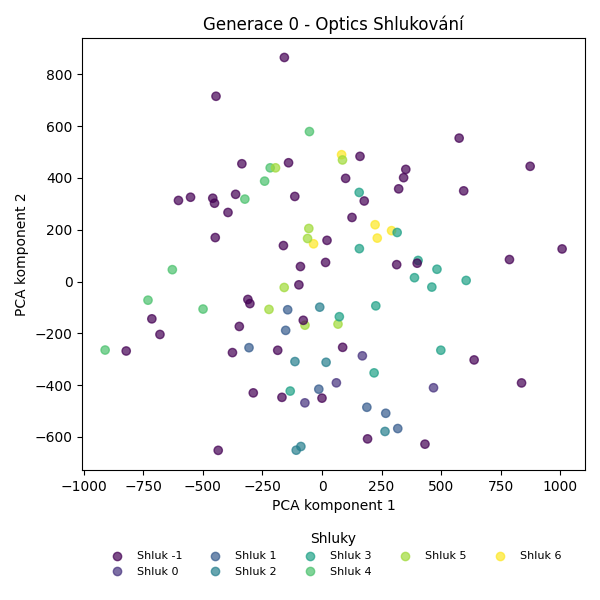 Generace 0 - Optics Shlukování
PCA komponent 2
800
600
400
200
0
−200
−400
−600
−1000 −750 −500 −250 0 250 500 750 1000
PCA komponent 1
Shluky
Shluk -1 Shluk 1 Shluk 3 Shluk 5 Shluk 6
Shluk 0 Shluk 2 Shluk 4